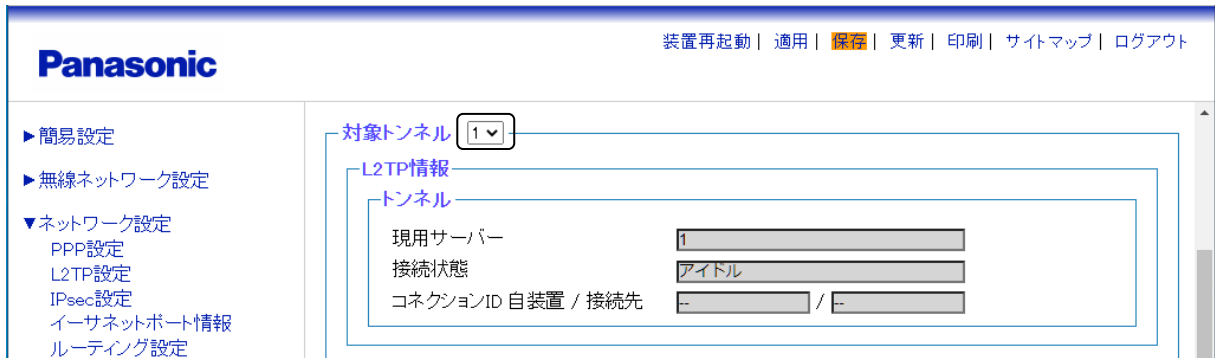 装置再起動| 適用| 保存| 更新| 印刷| サイトマップ| ログアウト
Panasonic
▶簡易設定
▶無線ネットワーク設定
▼ネットワーク設定
PPP設定
L2TP設定
IPsec設定
イーサネットポート情報
ルーティング設定
対象トンネル 1
L2TP情報
トンネル
現用サーバー 1
接続状態 アイドル
コネクションID 自装置 / 接続先 -- / --